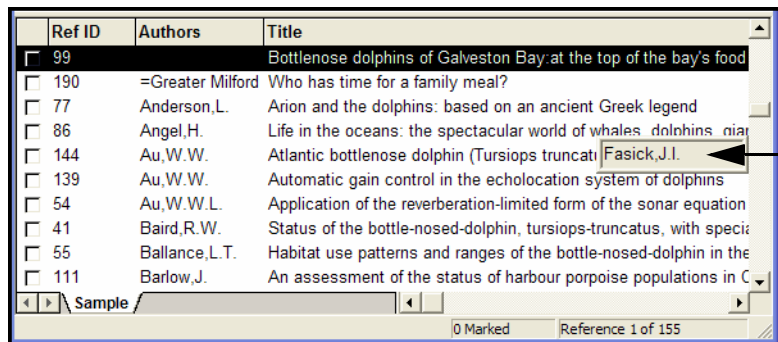 Ref ID Authors Title
99 Bottlenose dolphins of Galveston Bay:at the top of the bay's food
190 =Greater Milford Who has time for a family meal?
77 Anderson,L. Arion and the dolphins: based on an ancient Greek legend
86 Angel,H. Life in the oceans: the spectacular world of whales, dolphins, giar
144 Au,W.W. Atlantic bottlenose dolphin (Tursiops truncatu Fasick,J.I.
139 Au,W.W. Automatic gain control in the echolocation system of dolphins
54 Au,W.W.L. Application of the reverberation-limited form of the sonar equation
41 Baird,R.W. Status of the bottle-nosed-dolphin, tursiops-truncatus, with specia
55 Ballance,L.T. Habitat use patterns and ranges of the bottle-nosed-dolphin in the
111 Barlow,J. An assessment of the status of harbour porpoise populations in C
Sample
0 Marked Reference 1 of 155